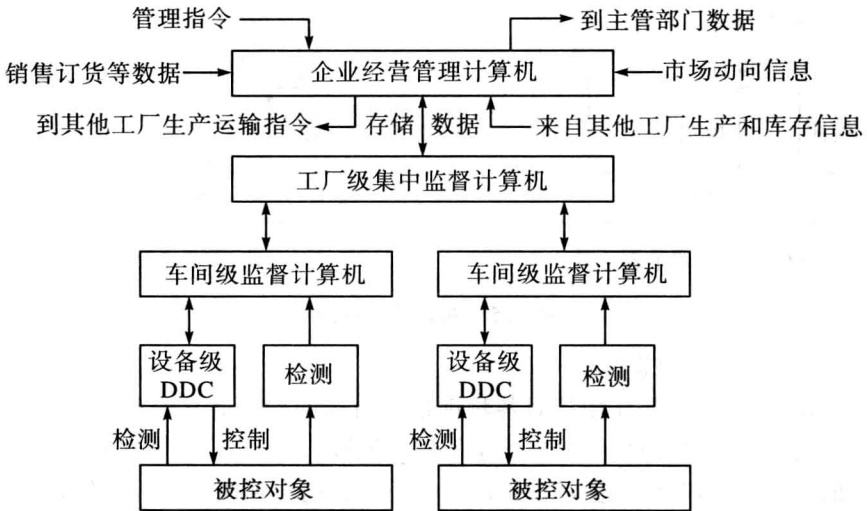 管理指令
到主管部门数据
销售订货等数据
企业经营管理计算机
市场动向信息
到其他工厂生产运输指令
存储
数据
来自其他工厂生产和库存信息
工厂级集中监督计算机
车间级监督计算机
车间级监督计算机
设备级
DDC
检测
设备级
DDC
检测
检测
控制
检测
控制
被控对象
被控对象